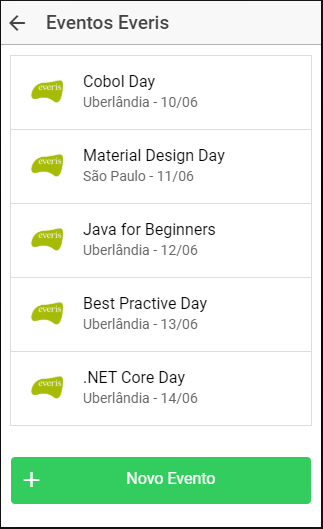 Eventos Everis
everis
Cobol Day
Uberlândia - 10/06
everis
Material Design Day
São Paulo - 11/06
everis
Java for Beginners
Uberlândia - 12/06
everis
Best Practive Day
Uberlândia - 13/06
everis
.NET Core Day
Uberlândia - 14/06
+ Novo Evento